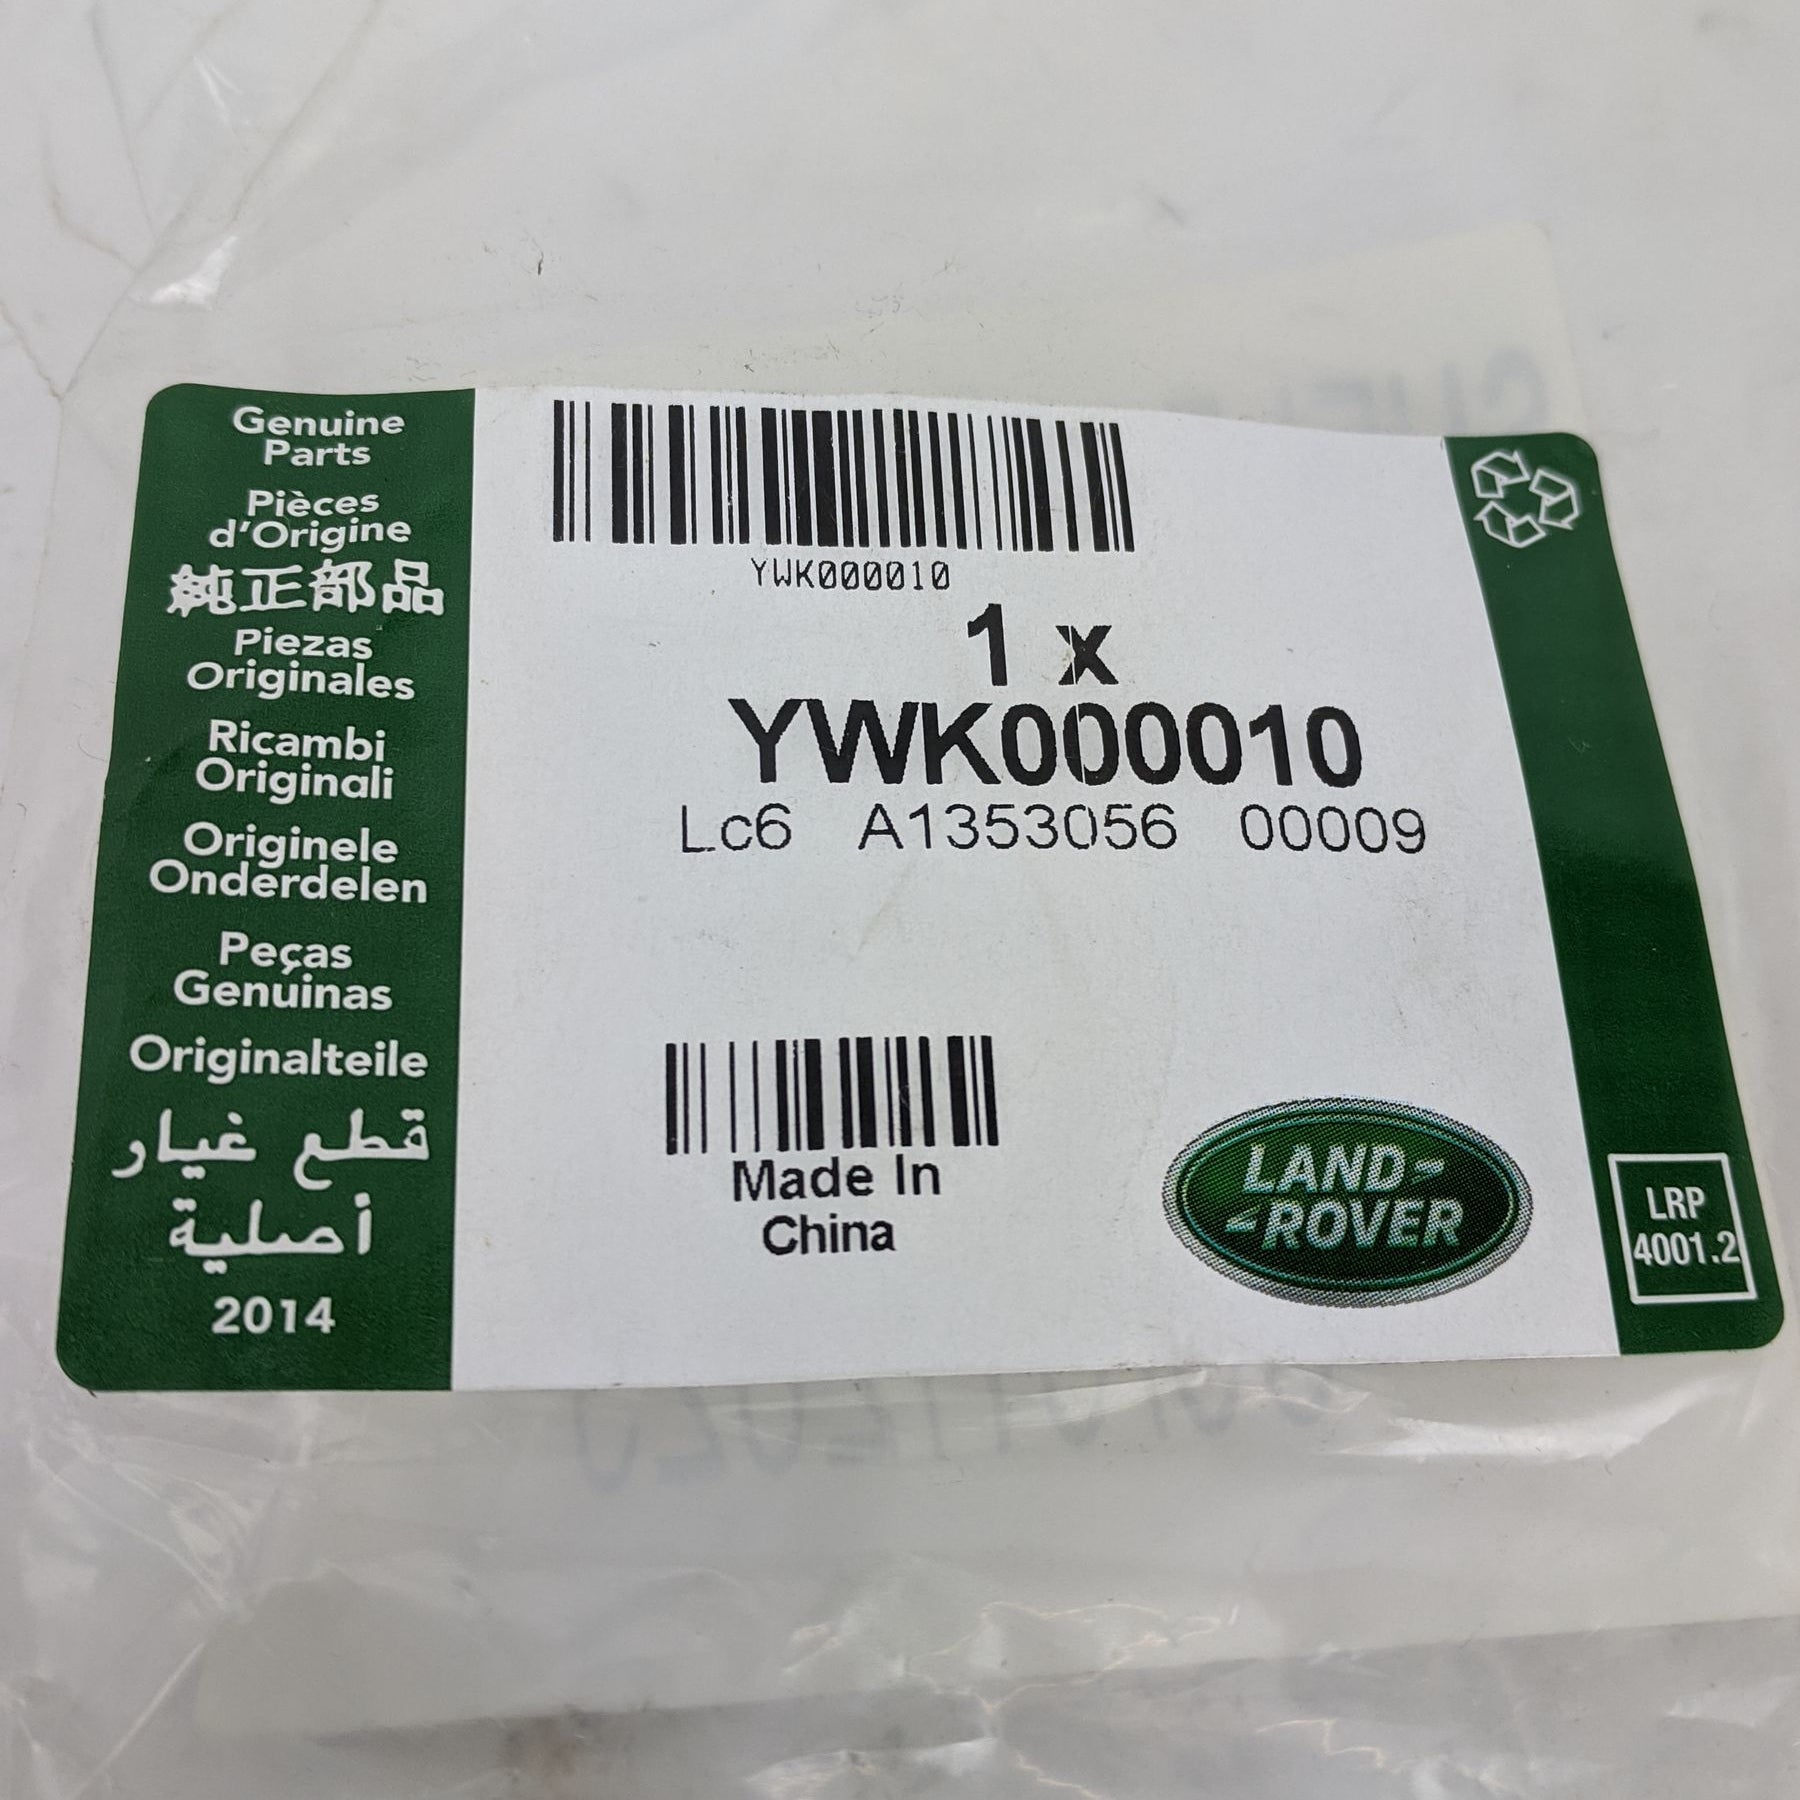 Genuine
Parts
Pièces
d'Origine
純正部品
Piezas
Originales
Ricambi
Originali
Originele
Onderdelen
Peças
Genuinas
Originalteile
قطع غيار
أصلية
2014
YWK000010
1 x
YWK000010
Lc6 A1353056 00009
Made In
China
LAND-
-ROVER
LRP
4001.2